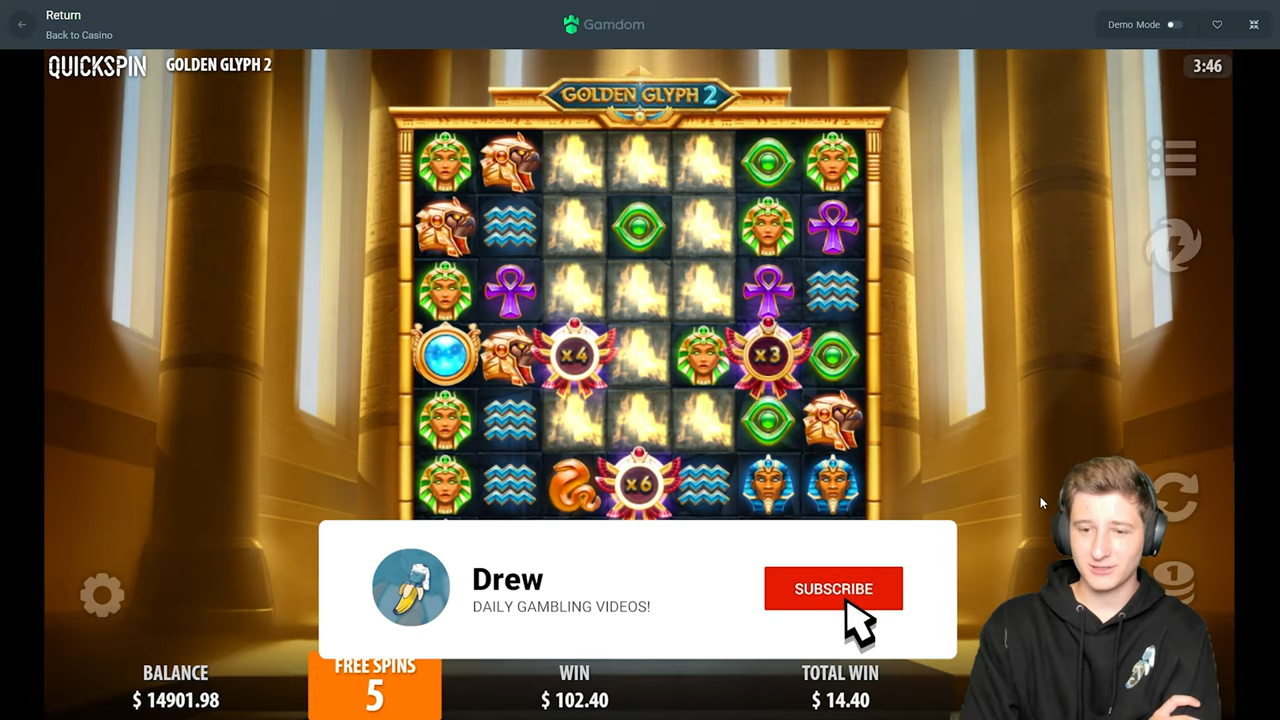 Return
Back to Casino
Gamdom
Demo Mode
QUICKSPIN
GOLDEN GLYPH 2
3:46
GOLDEN GLYPH 2
x4
x3
x6
Drew
DAILY GAMBLING VIDEOS!
SUBSCRIBE
BALANCE
$ 14901.98
FREE SPINS
5
WIN
$ 102.40
TOTAL WIN
$ 14.40